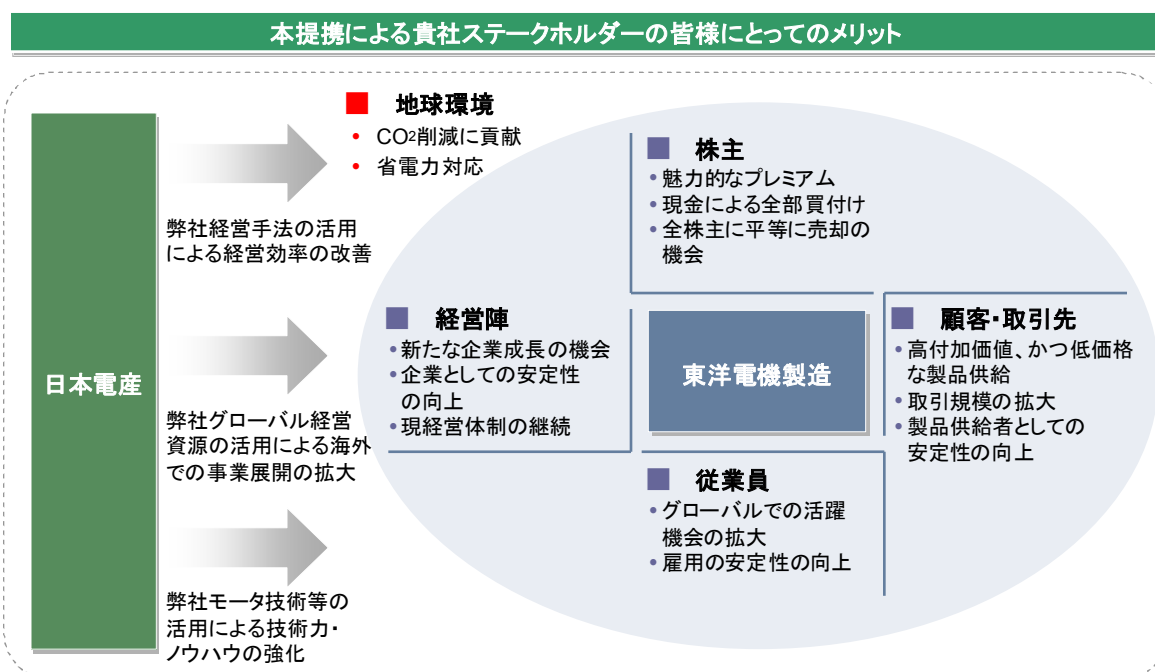 本提携による貴社ステークホルダーの皆様にとってのメリット
日本電産
弊社経営手法の活用
による経営効率の改善
弊社グローバル経営
資源の活用による海外
での事業展開の拡大
弊社モータ技術等の
活用による技術力・
ノウハウの強化
■ 地球環境
• CO2削減に貢献
• 省電力対応
■ 株主
• 魅力的なプレミアム
• 現金による全部買付け
• 全株主に平等に売却の
機会
■ 経営陣
• 新たな企業成長の機会
• 企業としての安定性
の向上
• 現経営体制の継続
東洋電機製造
■ 顧客・取引先
• 高付加価値、かつ低価格
な製品供給
• 取引規模の拡大
• 製品供給者としての
安定性の向上
■ 従業員
• グローバルでの活躍
機会の拡大
• 雇用の安定性の向上